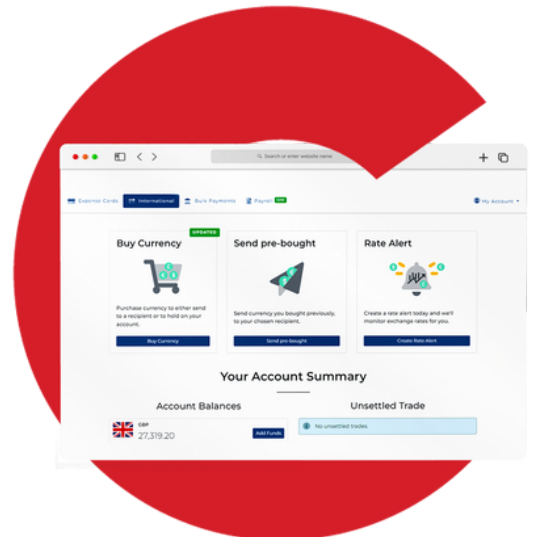 Search or enter website name
Expense Cards International Bulk Payments Payroll NEW My Account
UPDATED
Buy Currency
Purchase currency to either send
to a recipient or to hold on your
account.
Buy Currency
Send pre-bought
Send currency you bought previously,
to your chosen recipient.
Send pre-bought
Rate Alert
Create a rate alert today and we'll
monitor exchange rates for you.
Create Rate Alert
Your Account Summary
Account Balances
GBP
27,319.20
Add Funds
Unsettled Trade
No unsettled trades.